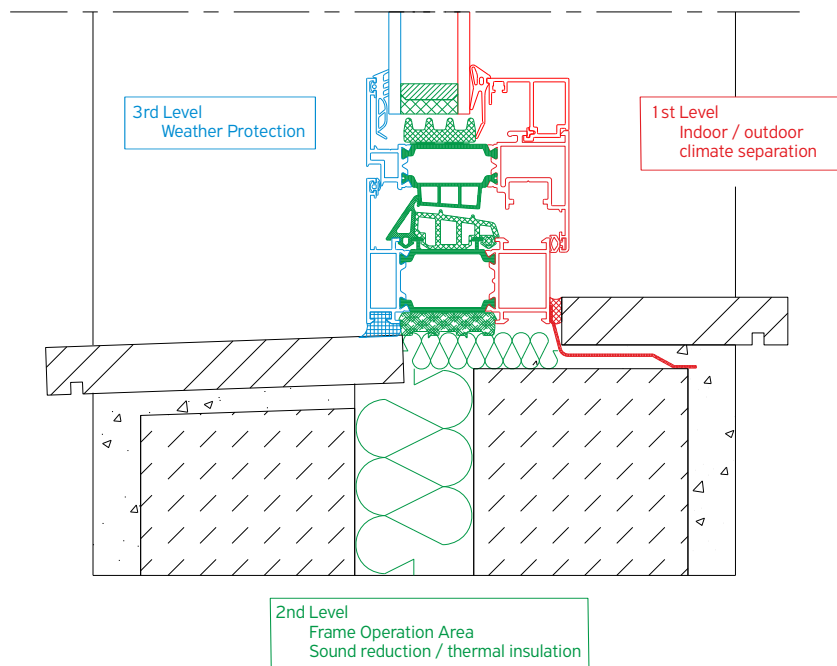 3rd Level
Weather Protection
1st Level
Indoor / outdoor
climate separation
2nd Level
Frame Operation Area
Sound reduction / thermal insulation